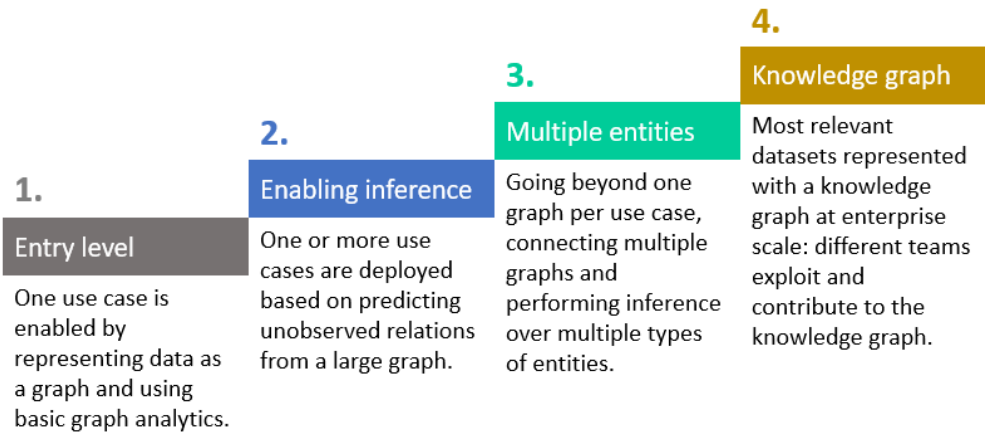 1.
Entry level
One use case is
enabled by
representing data as
a graph and using
basic graph analytics.
2.
Enabling inference
One or more use
cases are deployed
based on predicting
unobserved relations
from a large graph.
3.
Multiple entities
Going beyond one
graph per use case,
connecting multiple
graphs and
performing inference
over multiple types
of entities.
4.
Knowledge graph
Most relevant
datasets represented
with a knowledge
graph at enterprise
scale: different teams
exploit and
contribute to the
knowledge graph.